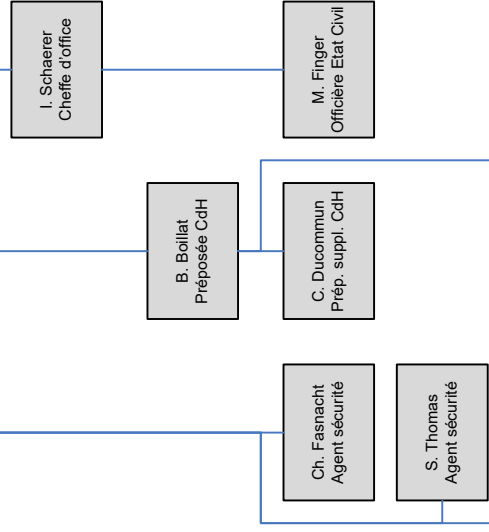 I. Schaerer
Cheffe d'office
M. Finger
Officière Etat Civil
B. Boillat
Préposée CdH
C. Ducommun
Prép. suppl. CdH
Ch. Fasnacht
Agent sécurité
S. Thomas
Agent sécurité